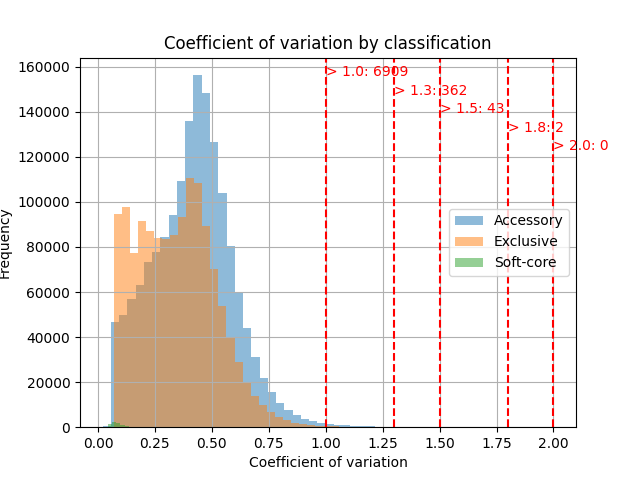 Coefficient of variation by classification
160000
140000
120000
100000
80000
60000
40000
20000
0
Frequency
> 1.0: 6909
> 1.3: 362
> 1.5: 43
> 1.8: 2
> 2.0: 0
Accessory
Exclusive
Soft-core
0.00 0.25 0.50 0.75 1.00 1.25 1.50 1.75 2.00
Coefficient of variation